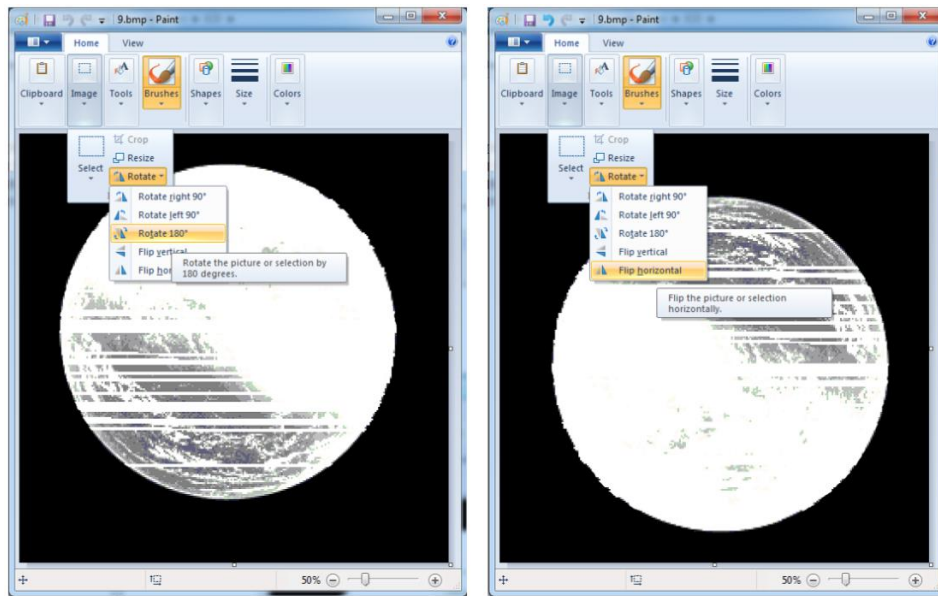 9.bmp - Paint
Home View
Clipboard Image Tools Brushes Shapes Size Colors
Crop
Resize
Select
Rotate
Rotate right 90°
Rotate left 90°
Rotate 180°
Flip vertical
Flip hor
Rotate the picture or selection by
180 degrees.
50%
9.bmp - Paint
Home View
Clipboard Image Tools Brushes Shapes Size Colors
Crop
Resize
Select
Rotate
Rotate right 90°
Rotate left 90°
Rotate 180°
Flip vertical
Flip horizontal
Flip the picture or selection
horizontally.
50%